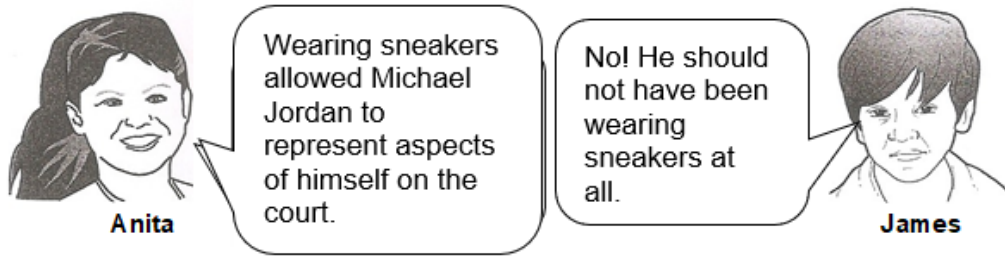 Wearing sneakers
allowed Michael
Jordan to
represent aspects
of himself on the
court.
No! He should
not have been
wearing
sneakers at
all.
Anita
James